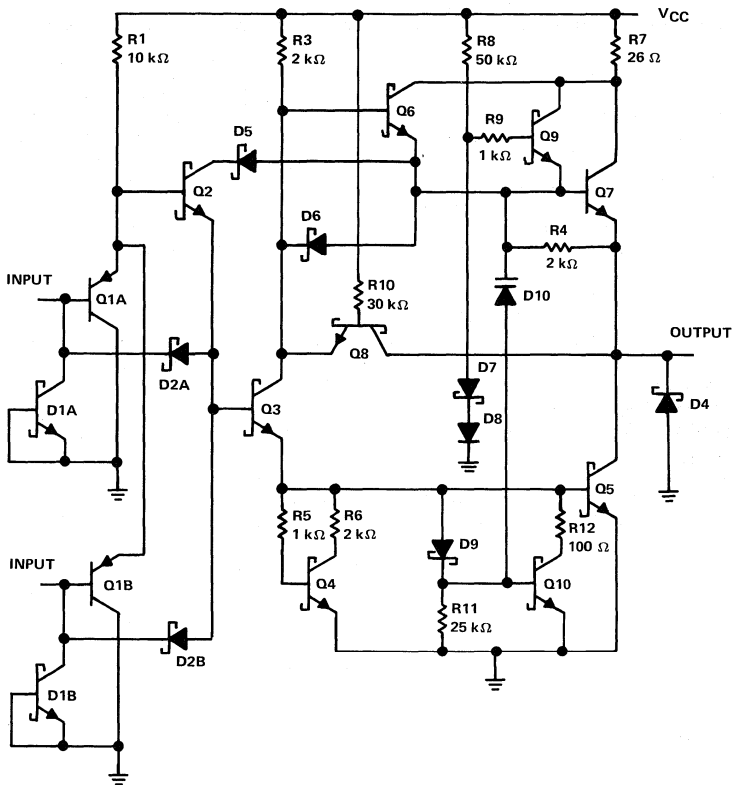 VCC
R1
10 kΩ
R3
2 kΩ
R8
50 kΩ
R7
26 Ω
Q6
R9
1 kΩ
Q9
D5
Q2
Q7
D6
R4
2 kΩ
INPUT
Q1A
R10
30 kΩ
D10
OUTPUT
Q8
D2A
D7
D1A
Q3
D8
D4
Q5
R5
1 kΩ
R6
2 kΩ
R12
100 Ω
D9
INPUT
Q1B
Q4
Q10
R11
25 kΩ
D2B
D1B